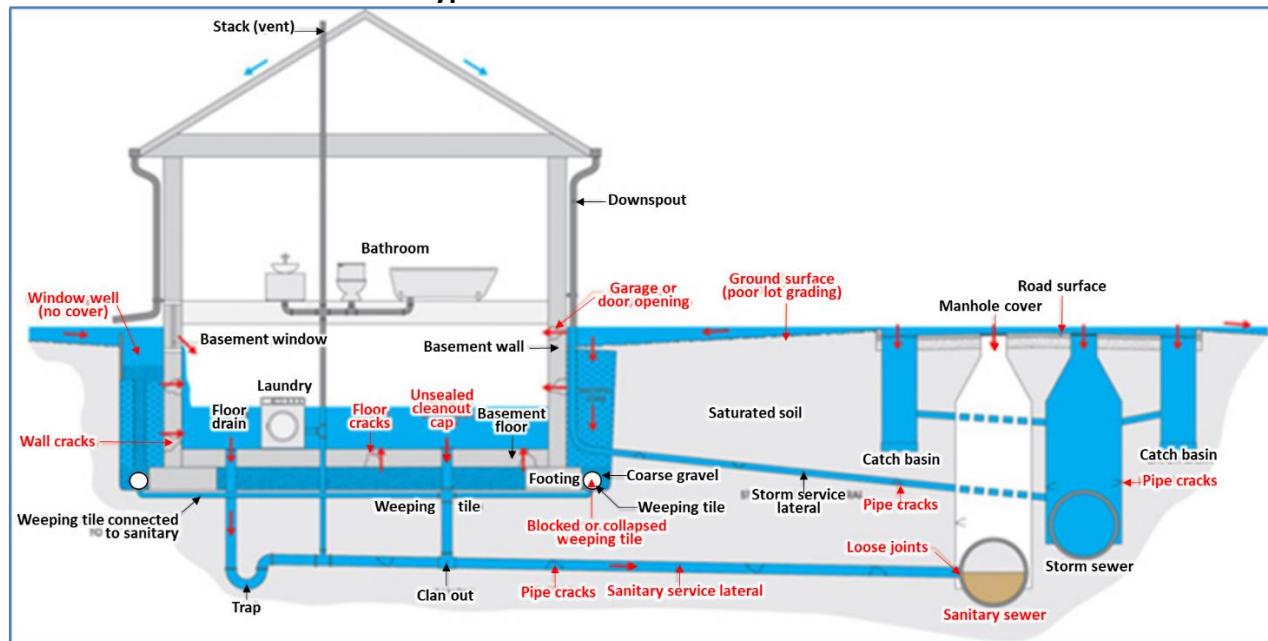 Stack (vent)
Downspout
Bathroom
Window well
(no cover)
Garage or
door opening
Ground surface
(poor lot grading)
Road surface
Manhole cover
Basement window
Basement wall
Laundry
Floor
drain
Floor
cracks
Unsealed
cleanout
cap
Basement
floor
Saturated soil
Wall cracks
Catch basin
Catch basin
Footing
Coarse gravel
Weeping tile
Weeping tile
Storm service
lateral
Pipe cracks
Pipe cracks
Weeping tile connected
to sanitary
Blocked or collapsed
weeping tile
Loose joints
Storm sewer
Trap
Clan out
Pipe cracks
Sanitary service lateral
Sanitary sewer